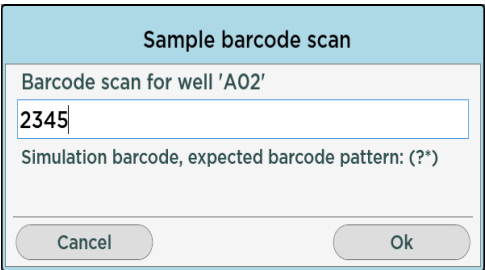 Sample barcode scan
Barcode scan for well 'A02'
2345
Simulation barcode, expected barcode pattern: (?*)
Cancel
Ok